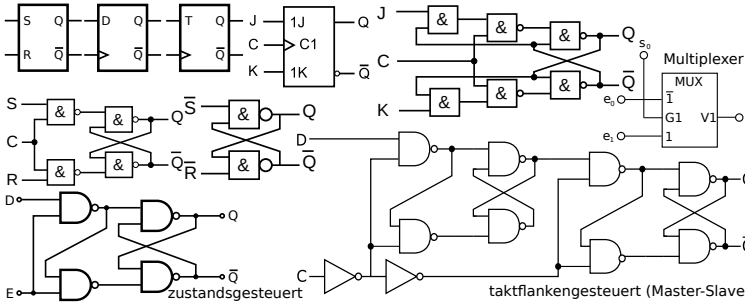 S Q
R Q̅
D Q
Q̅
T Q
Q̅
J 1J Q
C C1
K 1K Q̅
J & & & Q
C
K & & & Q̅
s₀ Multiplexer
MUX
e₀ 1̅
G1 V1
e₁ 1
S & & Q
C
R & & Q̅
S̅ & Q
R̅ & Q̅
D
C
Q
Q̅
D & & Q
E & & Q̅
zustandsgesteuert
taktflankengesteuert (Master-Slave